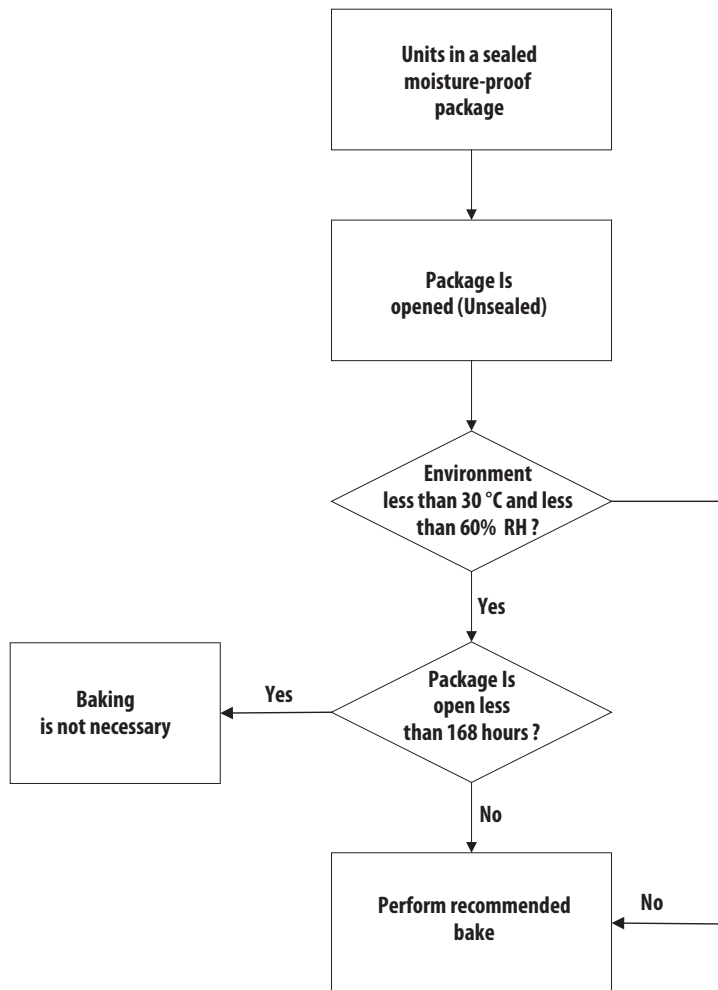 Units in a sealed
moisture-proof
package
Package Is
opened (Unsealed)
Environment
less than 30 °C and less
than 60% RH ?
Yes
Package Is
open less
than 168 hours ?
Yes
Baking
is not necessary
No
Perform recommended
bake
No